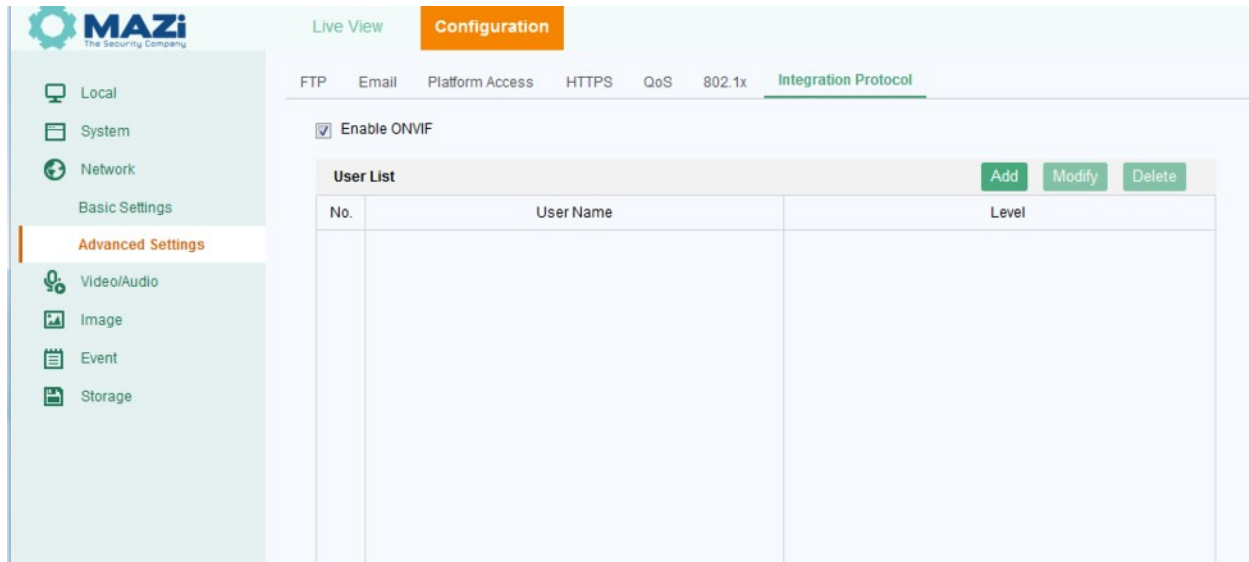 MAZi
The Security Company
Live View Configuration
Local
System
Network
Basic Settings
Advanced Settings
Video/Audio
Image
Event
Storage
FTP Email Platform Access HTTPS QoS 802.1x Integration Protocol
Enable ONVIF
User List Add Modify Delete
No. User Name Level